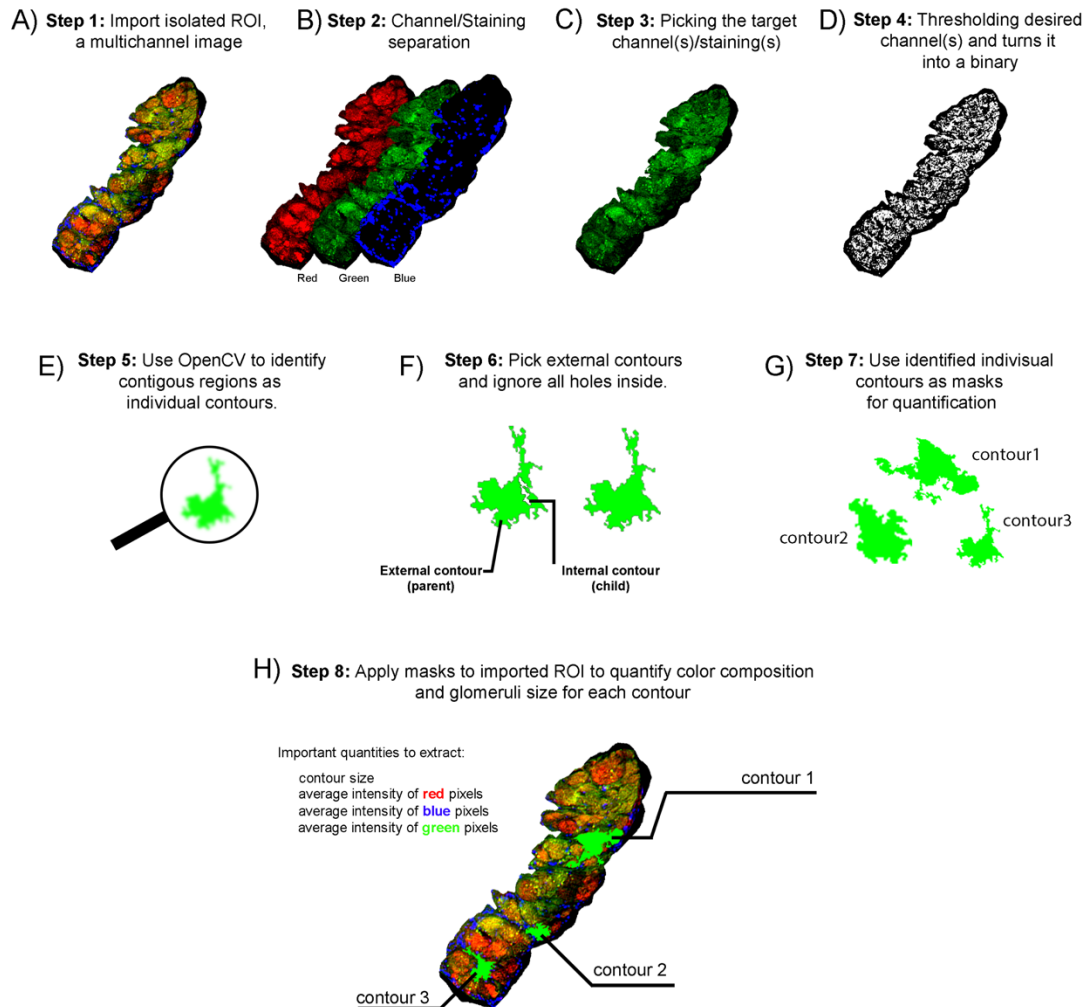 A) Step 1: Import isolated ROI,
a multichannel image
B) Step 2: Channel/Staining
separation
C) Step 3: Picking the target
channel(s)/staining(s)
D) Step 4: Thresholding desired
channel(s) and turns it
into a binary
Red
Green
Blue
E) Step 5: Use OpenCV to identify
contigous regions as
individual contours.
F) Step 6: Pick external contours
and ignore all holes inside.
External contour
(parent)
Internal contour
(child)
G) Step 7: Use identified indivisual
contours as masks
for quantification
contour1
contour2
contour3
H) Step 8: Apply masks to imported ROI to quantify color composition
and glomeruli size for each contour
Important quantities to extract:
contour size
average intensity of red pixels
average intensity of blue pixels
average intensity of green pixels
contour 1
contour 2
contour 3